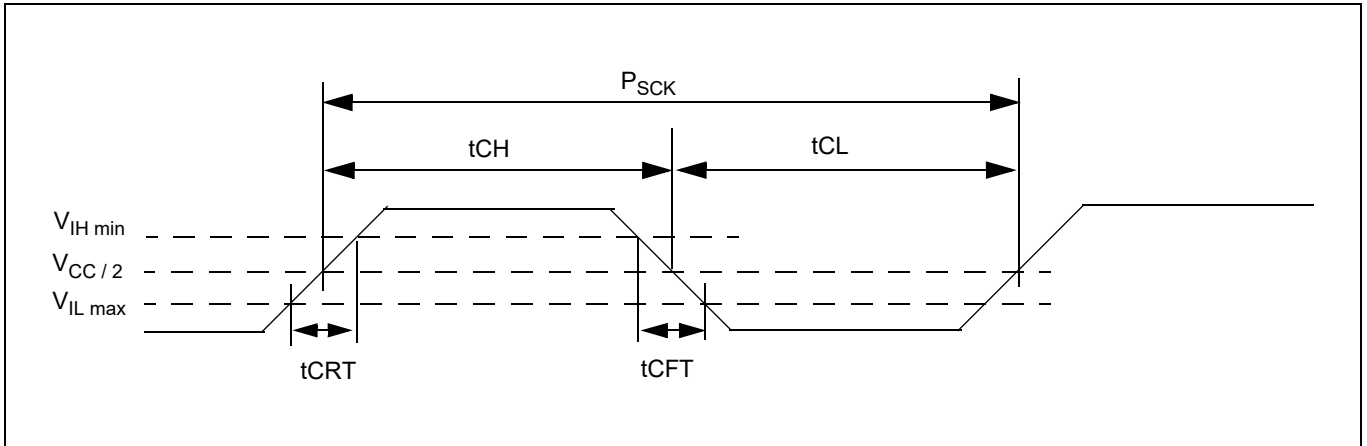 PSCK
tCH
tCL
VIH min
VCC / 2
VIL max
tCRT
tCFT